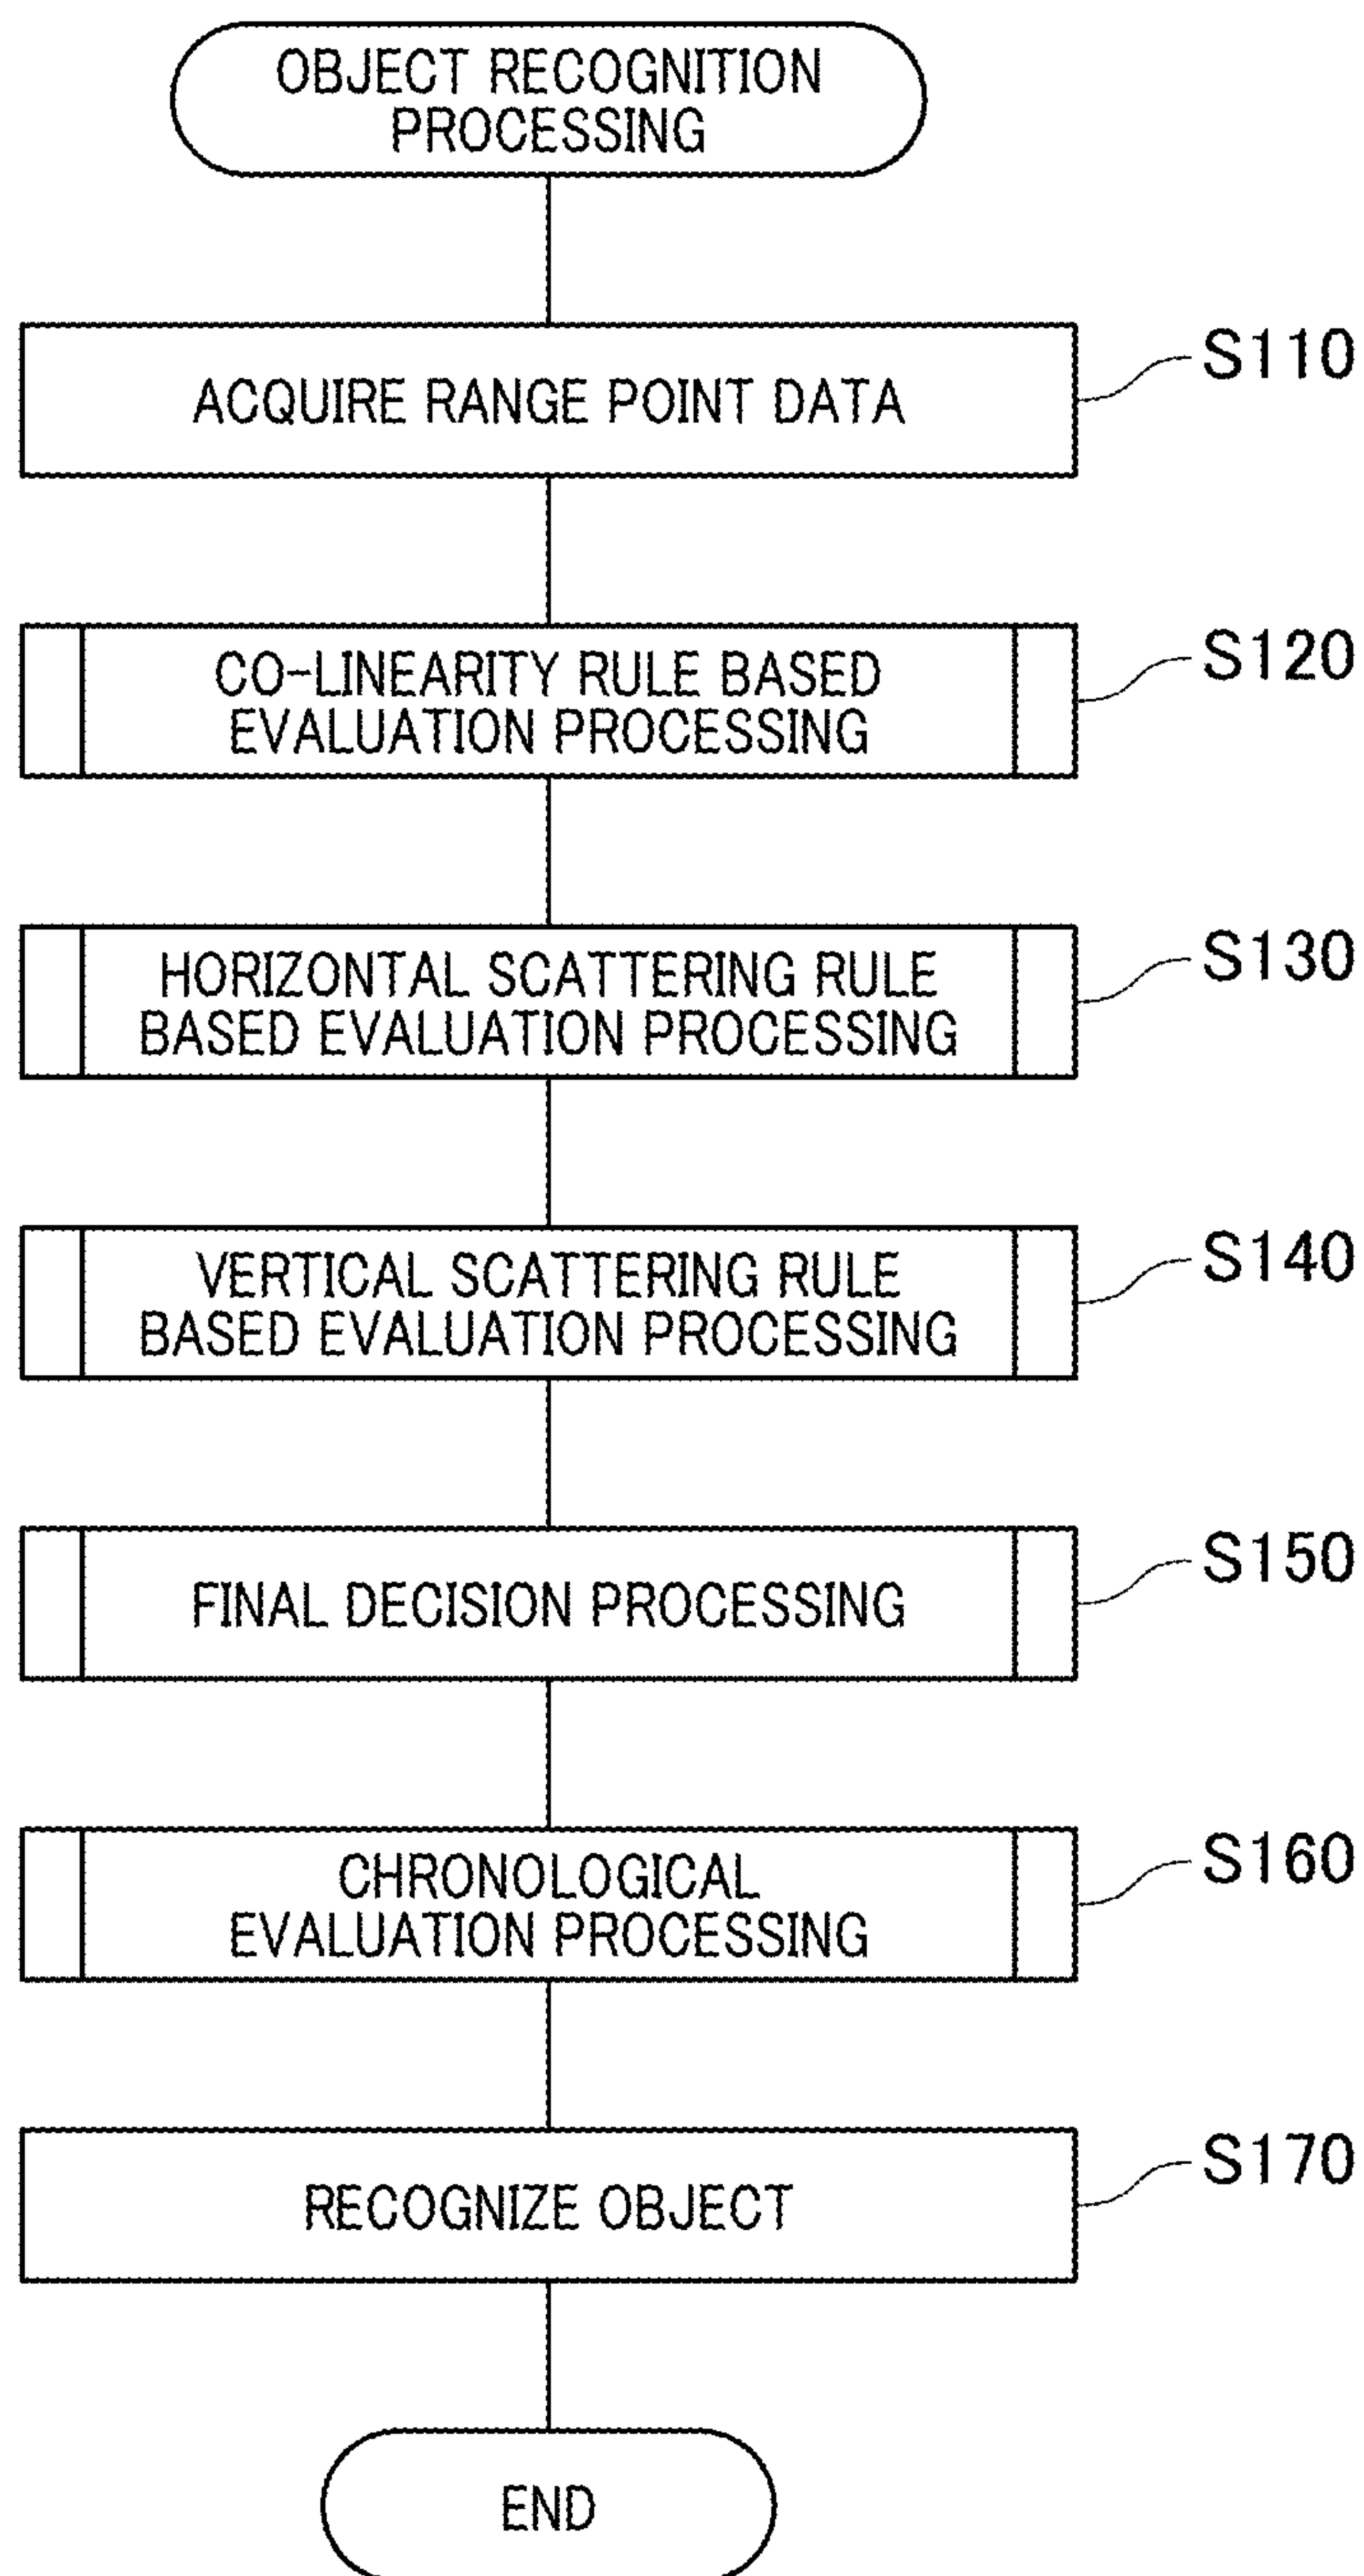 OBJECT RECOGNITION
PROCESSING
ACQUIRE RANGE POINT DATA
S110
CO-LINEARITY RULE BASED
EVALUATION PROCESSING
S120
HORIZONTAL SCATTERING RULE
BASED EVALUATION PROCESSING
S130
VERTICAL SCATTERING RULE
BASED EVALUATION PROCESSING
S140
FINAL DECISION PROCESSING
S150
CHRONOLOGICAL
EVALUATION PROCESSING
S160
RECOGNIZE OBJECT
S170
END